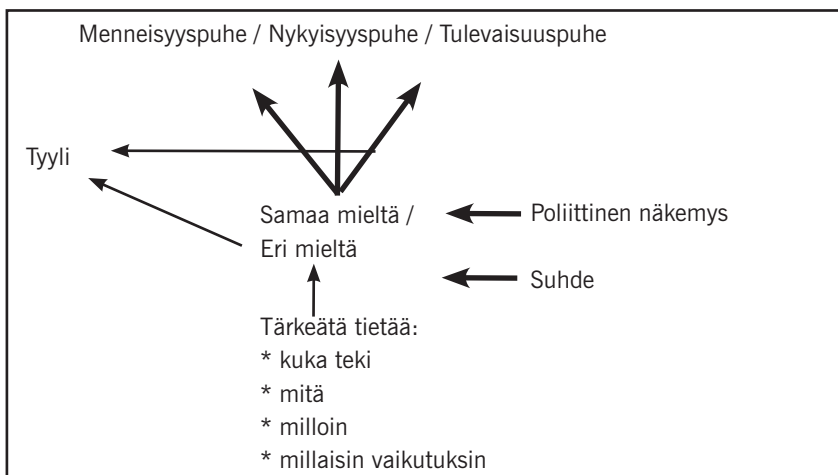 Menneisyyspuhe / Nykyisyyspuhe / Tulevaisuuspuhe
Tyyli
Samaa mieltä /
Eri mieltä
Poliittinen näkemys
Suhde
Tärkeätä tietää:
* kuka teki
* mitä
* milloin
* millaisin vaikutuksin